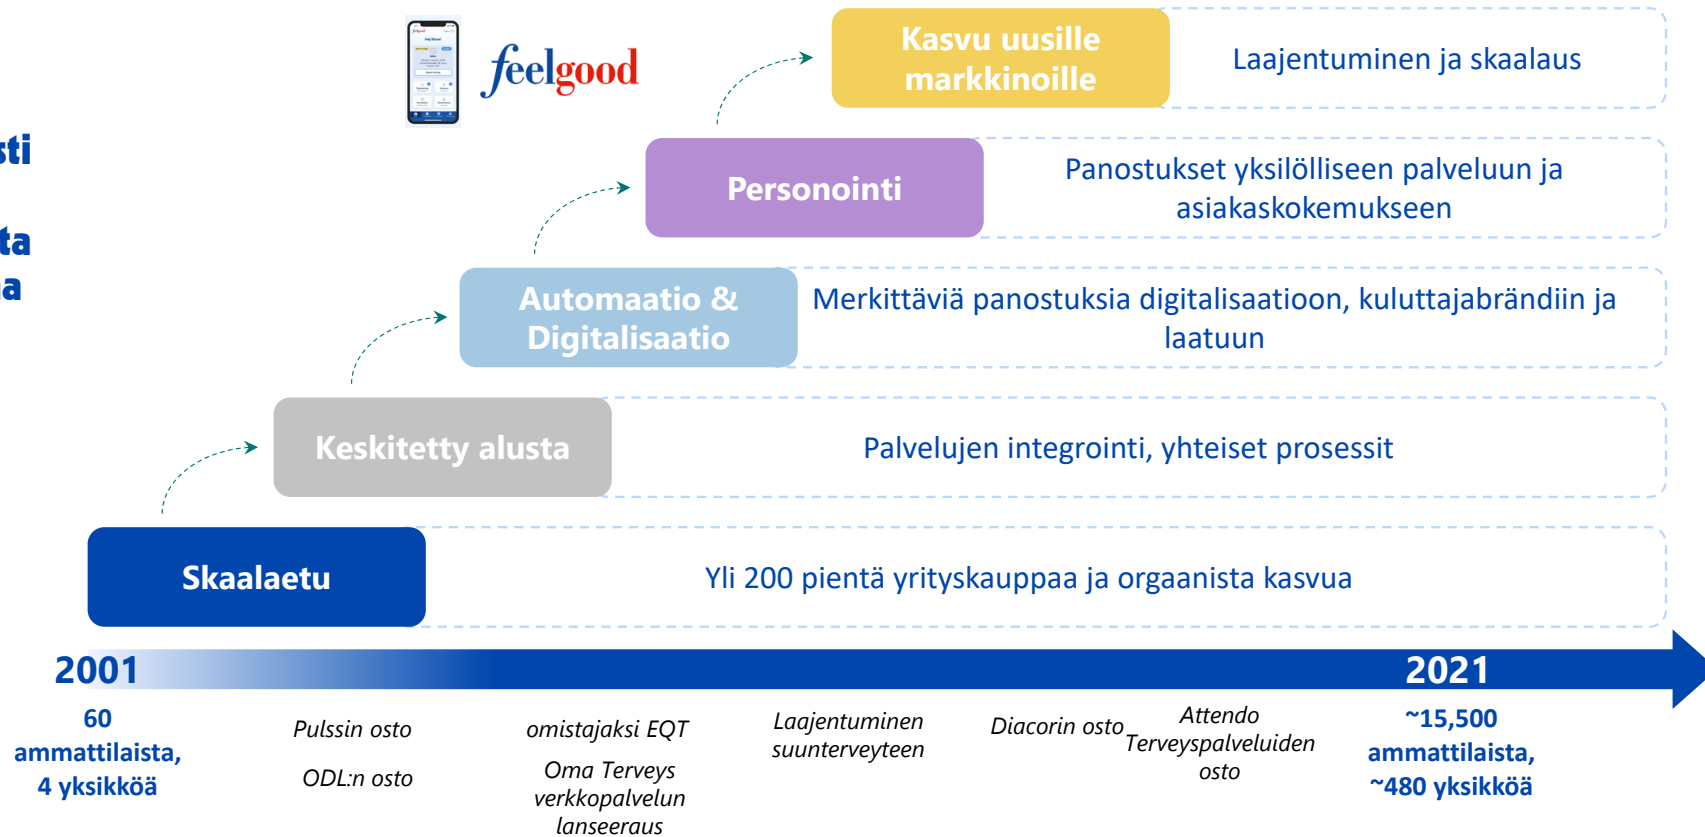 feelgood
Kasvu uusille
markkinoille
Laajentuminen ja skaalaus
Personointi
Panostukset yksilölliseen palveluun ja
asiakaskokemukseen
Automaatio &
Digitalisaatio
Merkittäviä panostuksia digitalisaatioon, kuluttajabrändiin ja
laatuun
Keskitetty alusta
Palvelujen integrointi, yhteiset prosessit
Skaalaetu
Yli 200 pientä yrityskauppaa ja orgaanista kasvua
2001
2021
60
ammattilaista,
4 yksikköä
Pulssin osto
ODL:n osto
omistajaksi EQT
Oma Terveys
verkkopalvelun
lanseeraus
Laajentuminen
suunterveyteen
Diacorin osto
Attendo
Terveyspalveluiden
osto
~15,500
ammattilaista,
~480 yksikköä